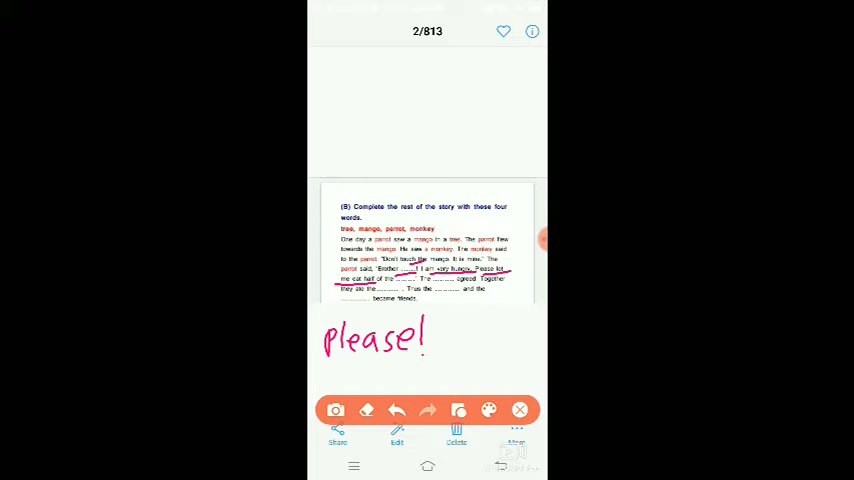 2/813
(B) Complete the rest of the story with these four
words.
tree, mango, parrot, monkey
One day a parrot saw a mango in a tree. The parrot flew
towards the mango. He saw a monkey. The monkey said
to the parrot "Don't touch the mango. It is mine." The
parrot said, "Brother ........! I am very hungry. Please let
me eat half of the .........." The ......... agreed. Together
they ate the.......... . Thus the ........... and the
............. became friends.
please!
Share Edit Delete More